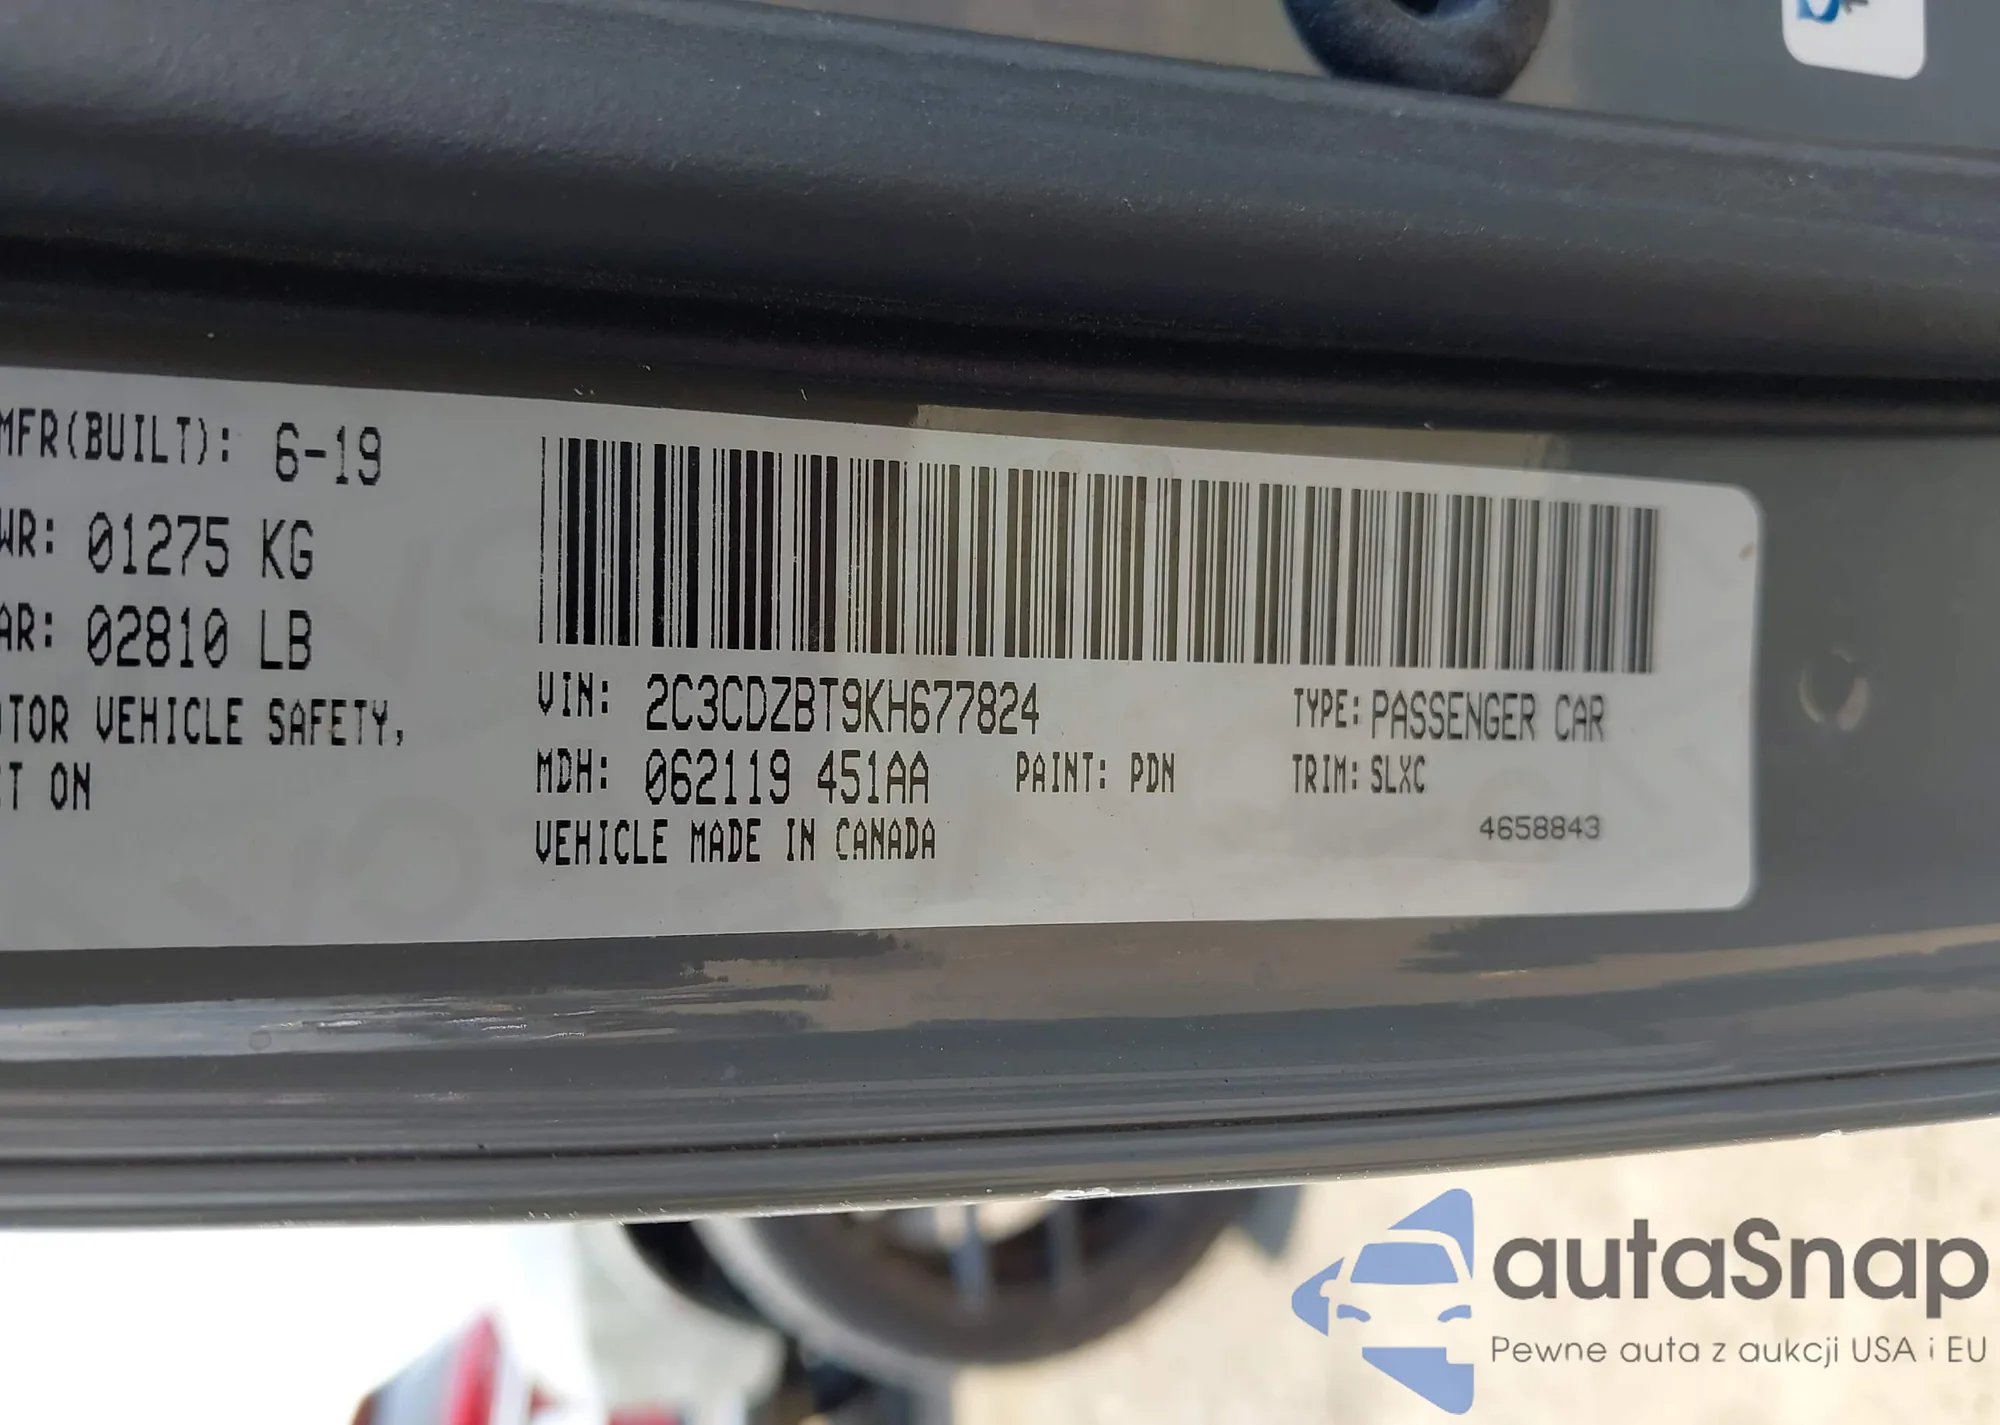 MFR(BUILT): 6-19
WR: 01275 KG
AR: 02810 LB
TOR VEHICLE SAFETY,
CT ON
VIN: 2C3CDZBT9KH677824
TYPE: PASSENGER CAR
MDH: 062119 451AA
PAINT: PDN
TRIM: SLXC
VEHICLE MADE IN CANADA
4658843
autaSnap
Pewne auta z aukcji USA i EU